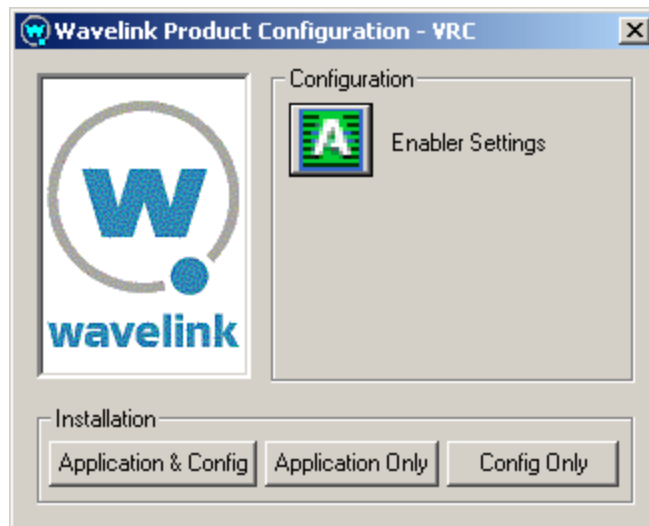 Wavelink Product Configuration - VRC
Configuration
A
Enabler Settings
W
wavelink
Installation
Application & Config
Application Only
Config Only